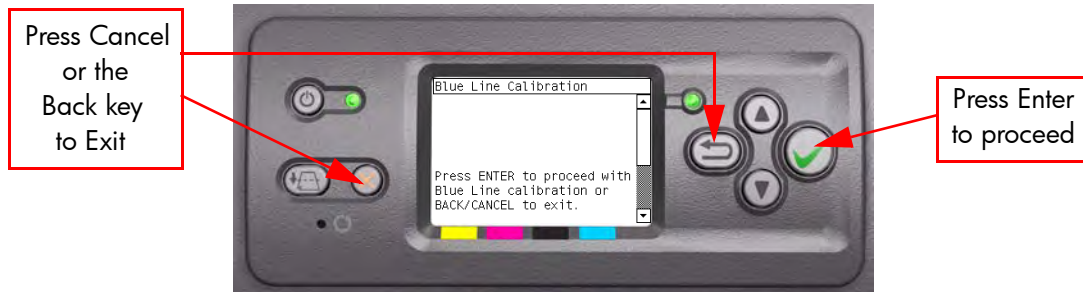 Press Cancel
or the
Back key
to Exit
Blue Line Calibration
Press ENTER to proceed with
Blue Line calibration or
BACK/CANCEL to exit.
Press Enter
to proceed